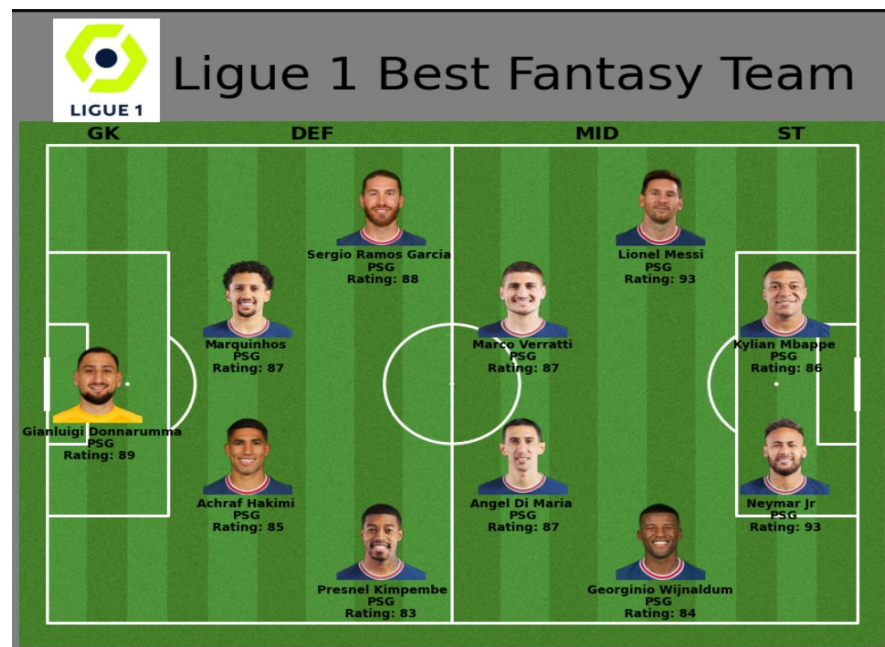 LIGUE 1
Ligue 1 Best Fantasy Team
GK DEF MID ST
Sergio Ramos Garcia
PSG
Rating: 88
Lionel Messi
PSG
Rating: 93
Marquinhos
PSG
Rating: 87
Marco Verratti
PSG
Rating: 87
Kylian Mbappe
PSG
Rating: 86
Gianluigi Donnarumma
PSG
Rating: 89
Achraf Hakimi
PSG
Rating: 85
Angel Di Maria
PSG
Rating: 87
Neymar Jr
PSG
Rating: 93
Presnel Kimpembe
PSG
Rating: 83
Georginio Wijnaldum
PSG
Rating: 84